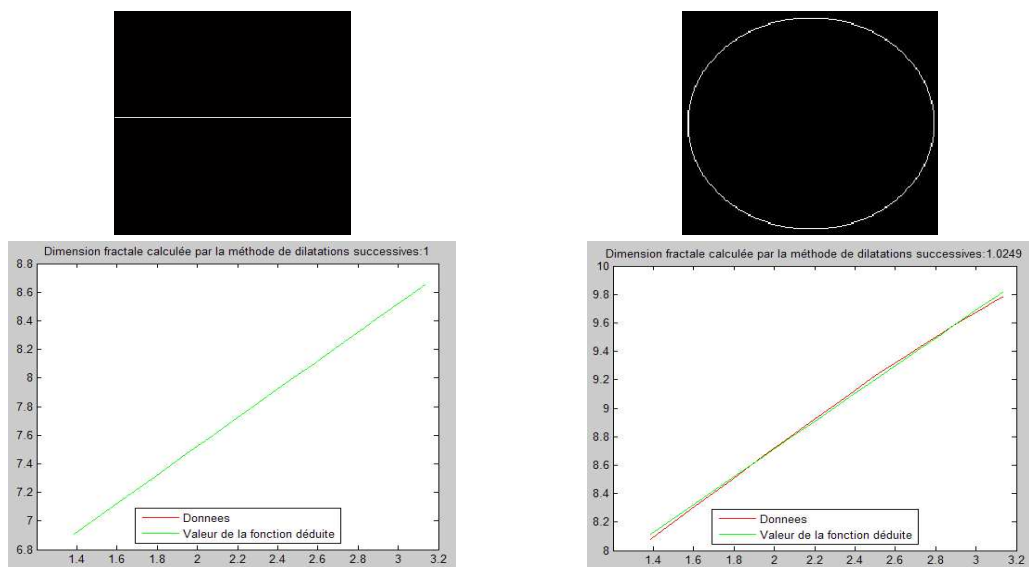 Dimension fractale calculée par la méthode de dilatations successives:1
8.8
8.6
8.4
8.2
8
7.8
7.6
7.4
7.2
7
6.8
Donnees
Valeur de la fonction déduite
1.4 1.6 1.8 2 2.2 2.4 2.6 2.8 3 3.2
Dimension fractale calculée par la méthode de dilatations successives:1.0249
10
9.8
9.6
9.4
9.2
9
8.8
8.6
8.4
8.2
8
Donnees
Valeur de la fonction déduite
1.4 1.6 1.8 2 2.2 2.4 2.6 2.8 3 3.2